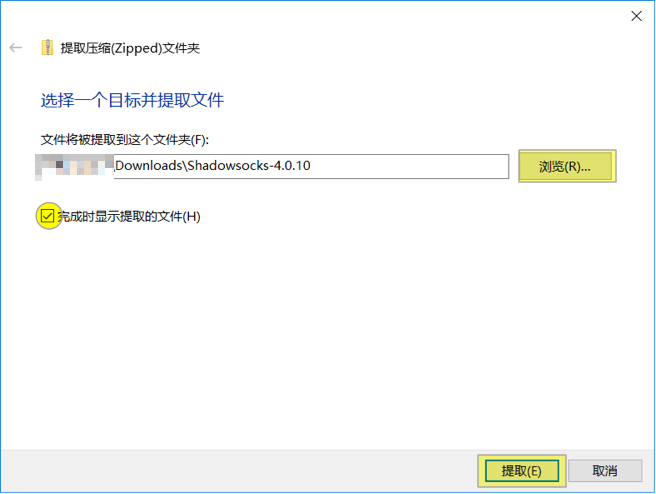 提取压缩(Zipped)文件夹
选择一个目标并提取文件
文件将被提取到这个文件夹(F):
\Downloads\Shadowsocks-4.0.10
浏览(R)...
完成时显示提取的文件(H)
提取(E)
取消